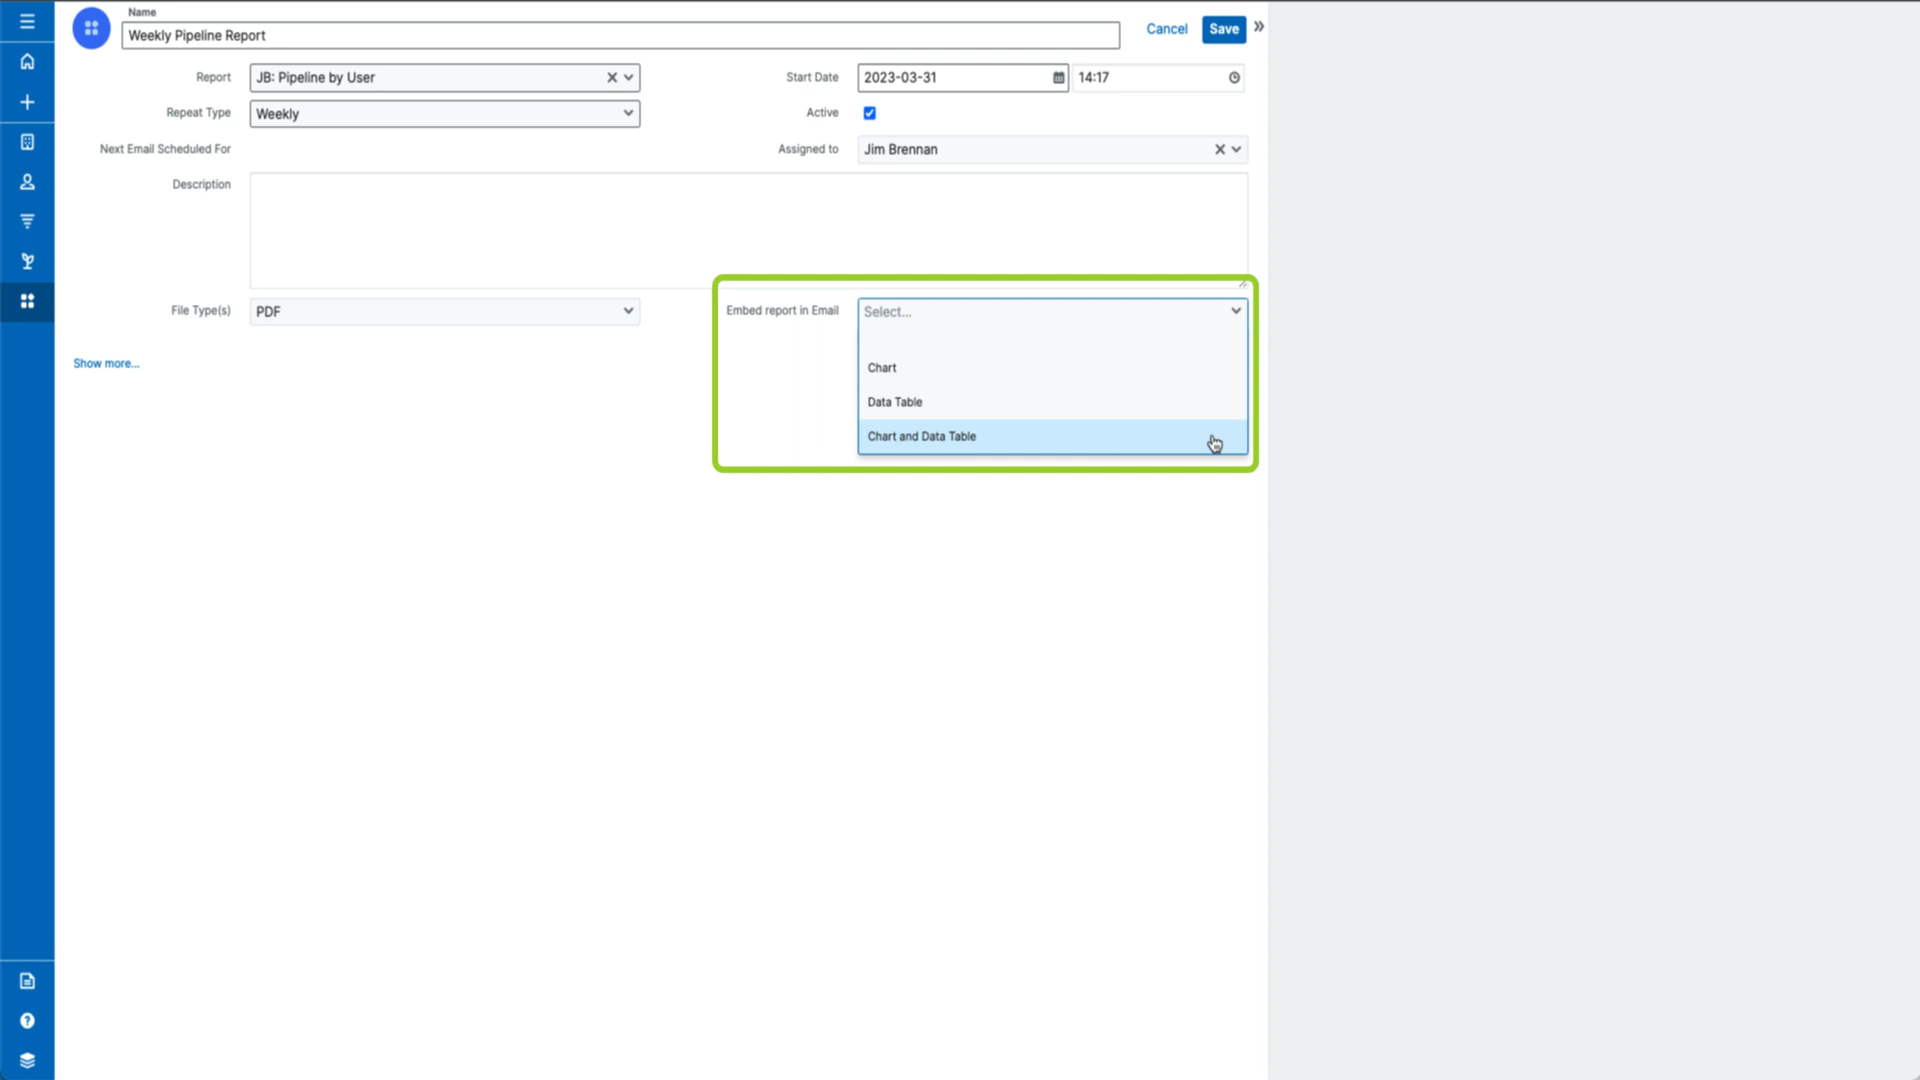 Name
Weekly Pipeline Report
Cancel
Save
Report
JB: Pipeline by User
Start Date
2023-03-31
14:17
Repeat Type
Weekly
Active
Next Email Scheduled For
Assigned to
Jim Brennan
Description
File Type(s)
PDF
Embed report in Email
Select...
Show more...
Chart
Data Table
Chart and Data Table